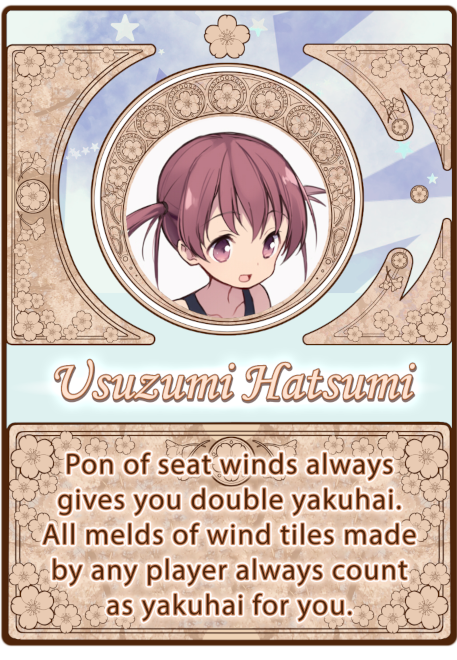 Usuzumi Hatsumi
Pon of seat winds always
gives you double yakuhai.
All melds of wind tiles made
by any player always count
as yakuhai for you.